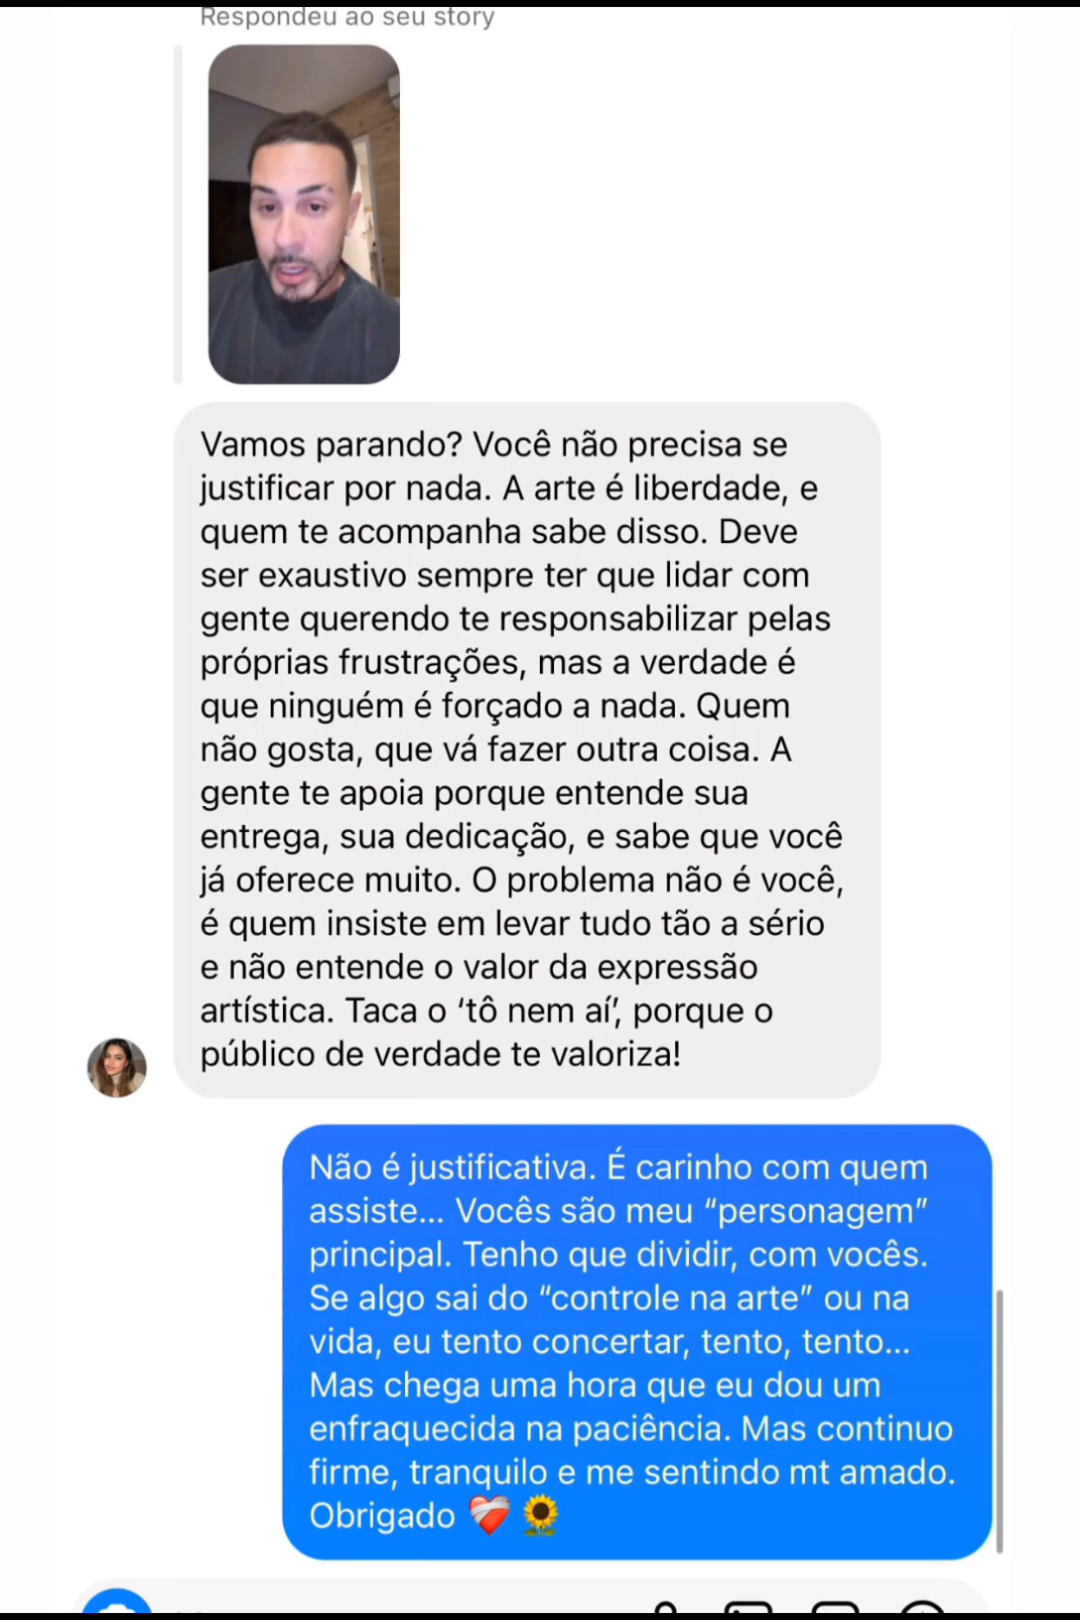 Respondeu ao seu story
Vamos parando? Você não precisa se
justificar por nada. A arte é liberdade, e
quem te acompanha sabe disso. Deve
ser exaustivo sempre ter que lidar com
gente querendo te responsabilizar pelas
próprias frustrações, mas a verdade é
que ninguém é forçado a nada. Quem
não gosta, que vá fazer outra coisa. A
gente te apoia porque entende sua
entrega, sua dedicação, e sabe que você
já oferece muito. O problema não é você,
é quem insiste em levar tudo tão a sério
e não entende o valor da expressão
artística. Taca o ‘tô nem aí’, porque o
público de verdade te valoriza!
Não é justificativa. É carinho com quem
assiste... Vocês são meu “personagem”
principal. Tenho que dividir, com vocês.
Se algo sai do “controle na arte” ou na
vida, eu tento concertar, tento, tento...
Mas chega uma hora que eu dou um
enfraquecida na paciência. Mas continuo
firme, tranquilo e me sentindo mt amado.
Obrigado ❤️‍🩹 🌻